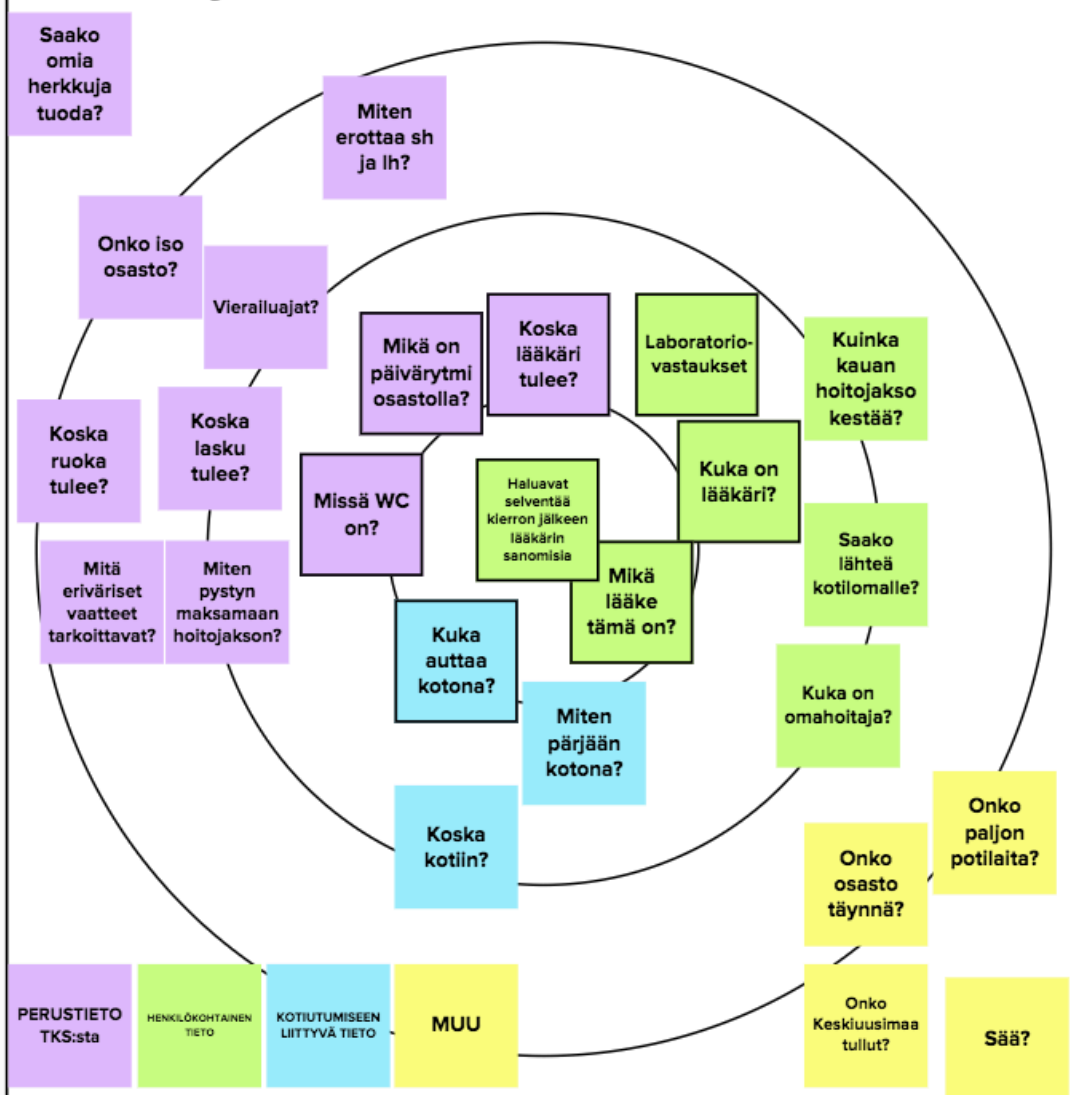 Saako
omia
herkkuja
tuoda?
Miten
erottaa sh
ja lh?
Onko iso
osasto?
Vierailuajat?
Mikä on
päivärytmi
osastolla?
Koska
lääkäri
tulee?
Laboratorio-
vastaukset
Kuinka
kauan
hoitojakso
kestää?
Koska
ruoka
tulee?
Koska
lasku
tulee?
Missä WC
on?
Haluavat
selventää
kierron jälkeen
lääkärin
sanomisia
Kuka on
lääkäri?
Mitä
eriväriset
vaatteet
tarkoittavat?
Miten
pystyn
maksamaan
hoitojakson?
Mikä
lääke
tämä on?
Saako
lähteä
kotilomalle?
Kuka
auttaa
kotona?
Miten
pärjään
kotona?
Kuka on
omahoitaja?
Koska
kotiin?
Onko
osasto
täynnä?
Onko
paljon
potilaita?
PERUSTIETO
TKS:sta
HENKILÖKOHTAINEN
TIETO
KOTIUTUMISEEN
LIITTYVÄ TIETO
MUU
Onko
Keskiuusimaa
tullut?
Sää?